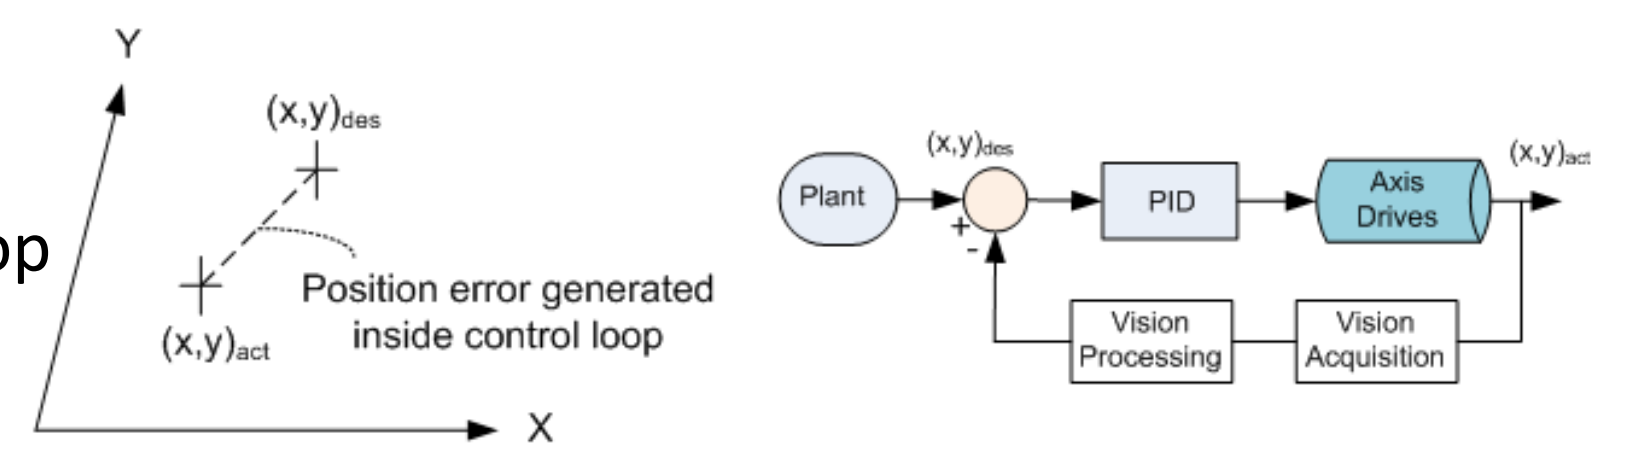 Y
(x,y)des
op
Position error generated
inside control loop
(x,y)act
X
(x,y)des
(x,y)act
Plant
PID
Axis
Drives
+
-
Vision
Processing
Vision
Acquisition